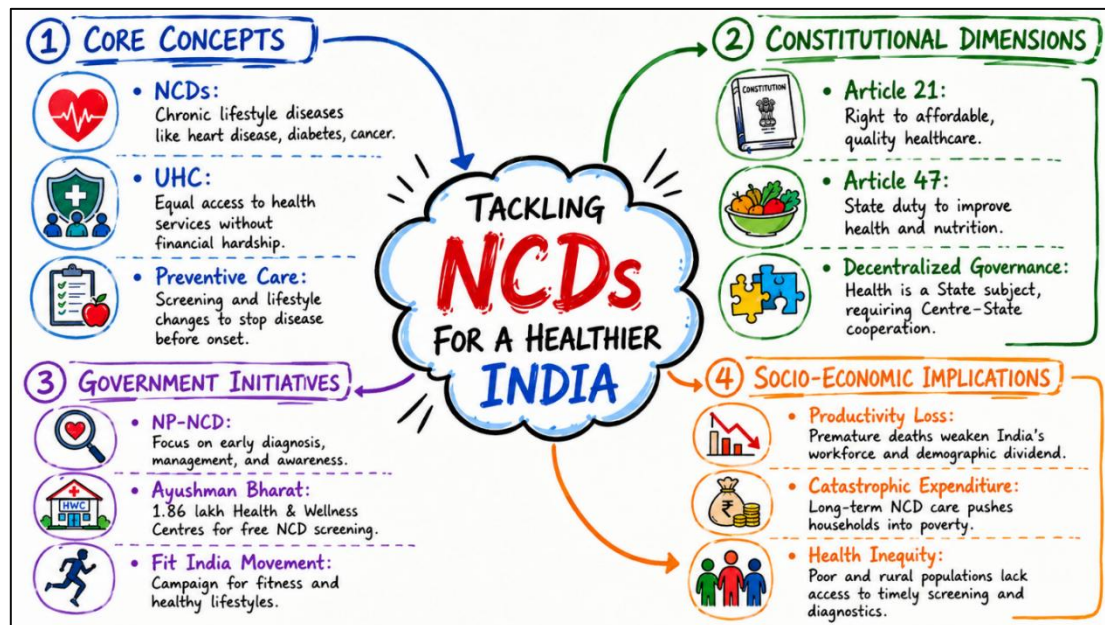 1 CORE CONCEPTS
• NCDs:
Chronic lifestyle diseases
like heart disease, diabetes, cancer.
• UHC:
Equal access to health
services without
financial hardship.
• Preventive Care:
Screening and lifestyle
changes to stop disease
before onset.
2 CONSTITUTIONAL DIMENSIONS
CONSTITUTION
• Article 21:
Right to affordable,
quality healthcare.
• Article 47:
State duty to improve
health and nutrition.
• Decentralized Governance:
Health is a State subject,
requiring Centre-State
cooperation.
TACKLING
NCDs
FOR A HEALTHIER
INDIA
3 GOVERNMENT INITIATIVES
• NP-NCD:
Focus on early diagnosis,
management, and awareness.
HWC
• Ayushman Bharat:
1.86 lakh Health & Wellness
Centres for free NCD screening.
• Fit India Movement:
Campaign for fitness and
healthy lifestyles.
4 SOCIO-ECONOMIC IMPLICATIONS
• Productivity Loss:
Premature deaths weaken India's
workforce and demographic dividend.
₹
• Catastrophic Expenditure:
Long-term NCD care pushes
households into poverty.
• Health Inequity:
Poor and rural populations lack
access to timely screening and
diagnostics.